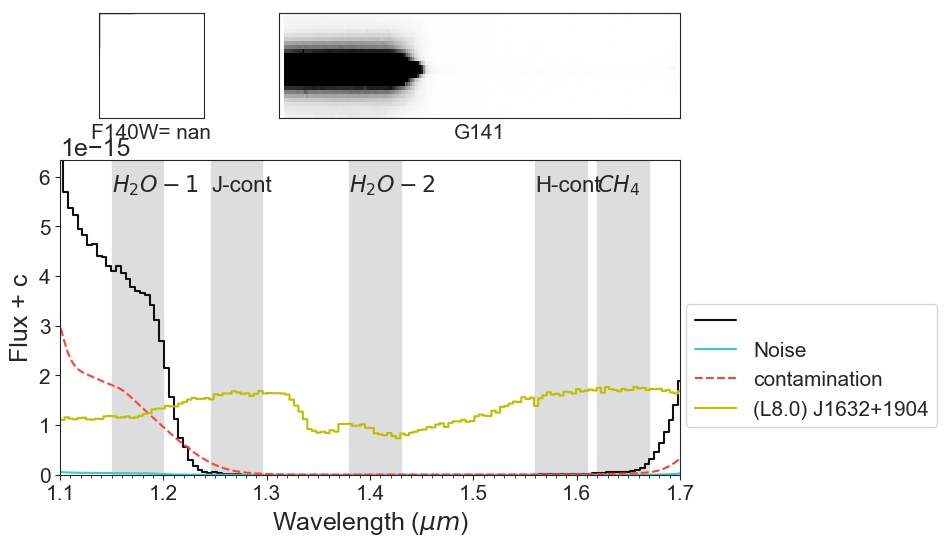 F140W= nan
G141
1e−15
H₂O − 1 J-cont H₂O − 2 H-cont CH₄
6
5
4
3
2
1
0
Flux + c
1.1 1.2 1.3 1.4 1.5 1.6 1.7
Wavelength (μm)
Noise
contamination
(L8.0) J1632+1904